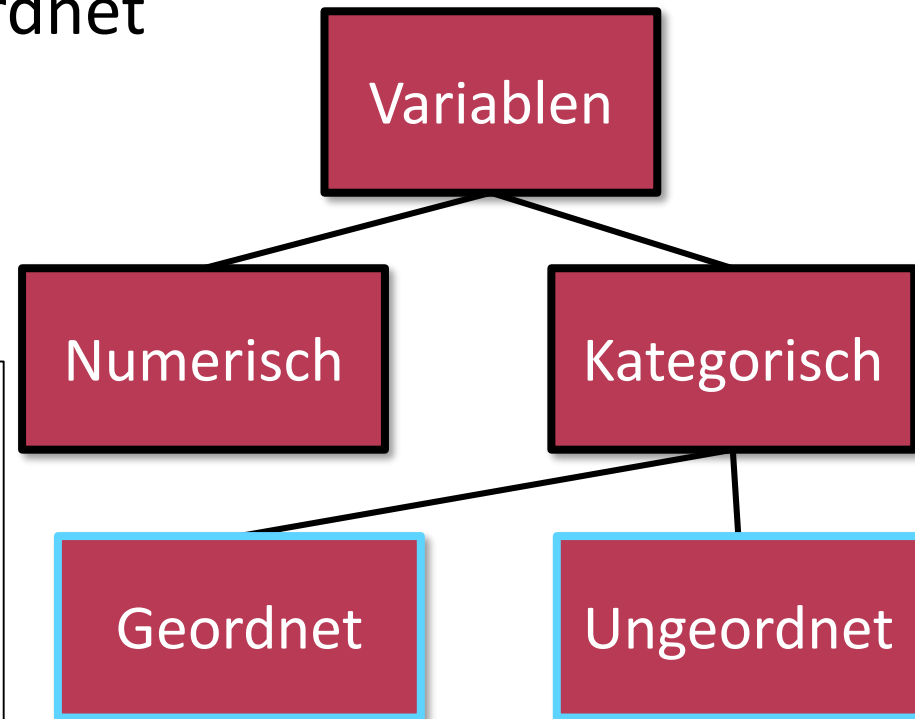 rdnet
Variablen
Numerisch
Kategorisch
Geordnet
Ungeordnet